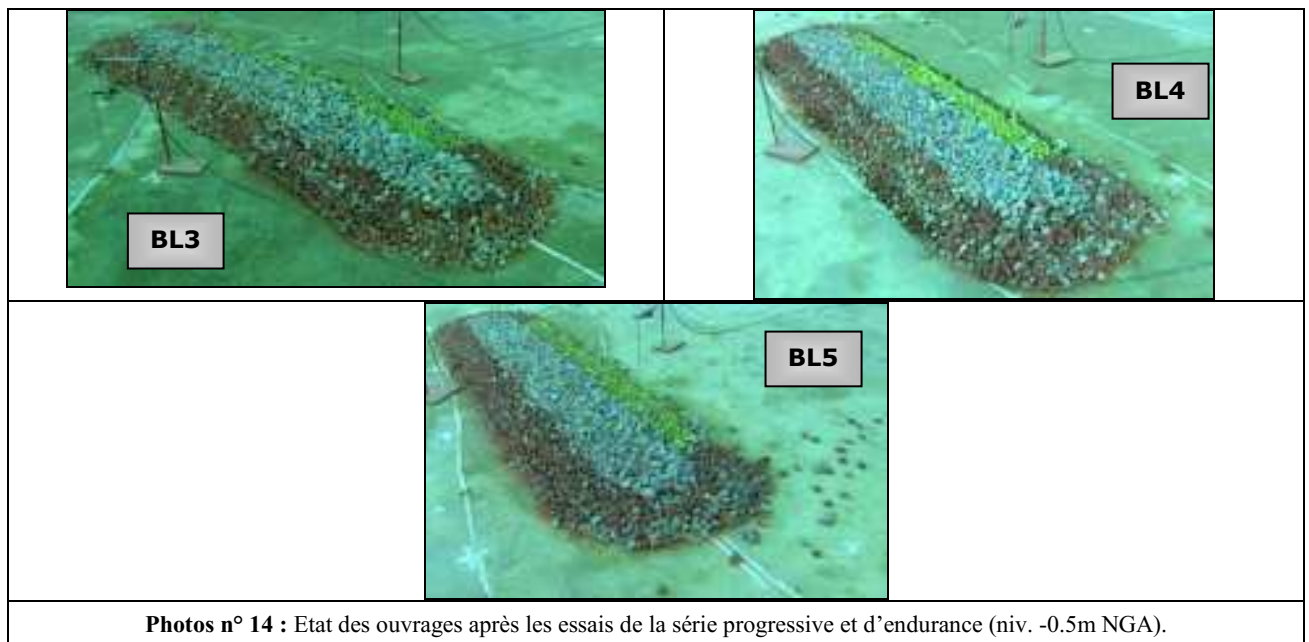 BL3
BL4
BL5
Photos n° 14 : Etat des ouvrages après les essais de la série progressive et d'endurance (niv. -0.5m NGA).